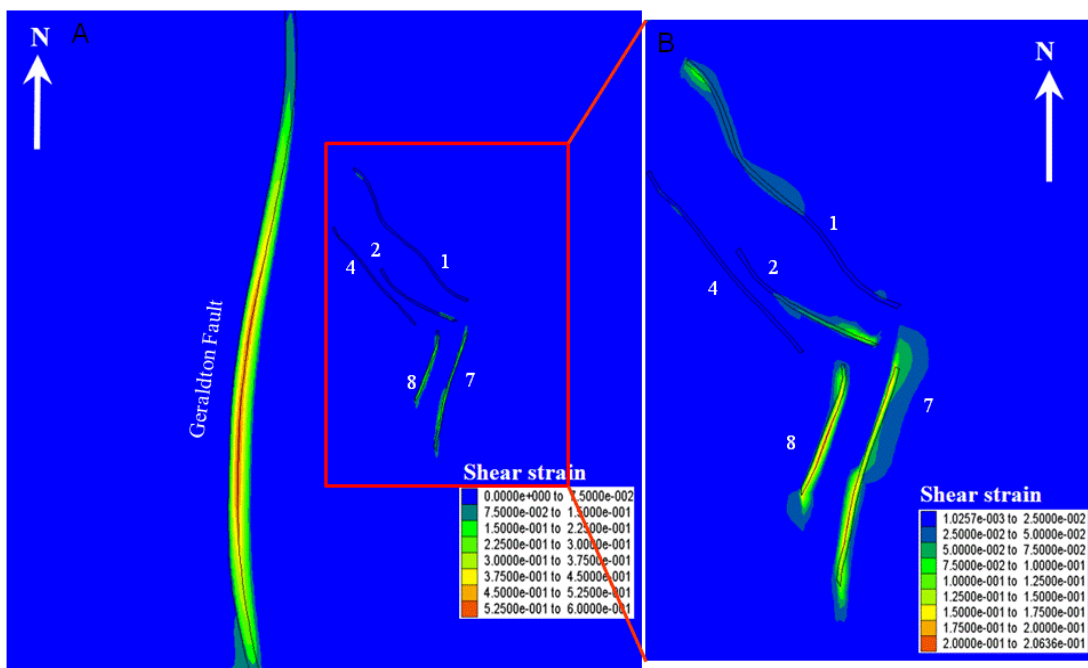 A
N
Geraldton Fault
1
2
4
8
7
Shear strain
0.0000e+000 to 7.5000e-002
7.5000e-002 to 1.5000e-001
1.5000e-001 to 2.2500e-001
2.2500e-001 to 3.0000e-001
3.0000e-001 to 3.7500e-001
3.7500e-001 to 4.5000e-001
4.5000e-001 to 5.2500e-001
5.2500e-001 to 6.0000e-001
B
N
1
2
4
7
8
Shear strain
1.0257e-003 to 2.5000e-002
2.5000e-002 to 5.0000e-002
5.0000e-002 to 7.5000e-002
7.5000e-002 to 1.0000e-001
1.0000e-001 to 1.2500e-001
1.2500e-001 to 1.5000e-001
1.5000e-001 to 1.7500e-001
1.7500e-001 to 2.0000e-001
2.0000e-001 to 2.0636e-001